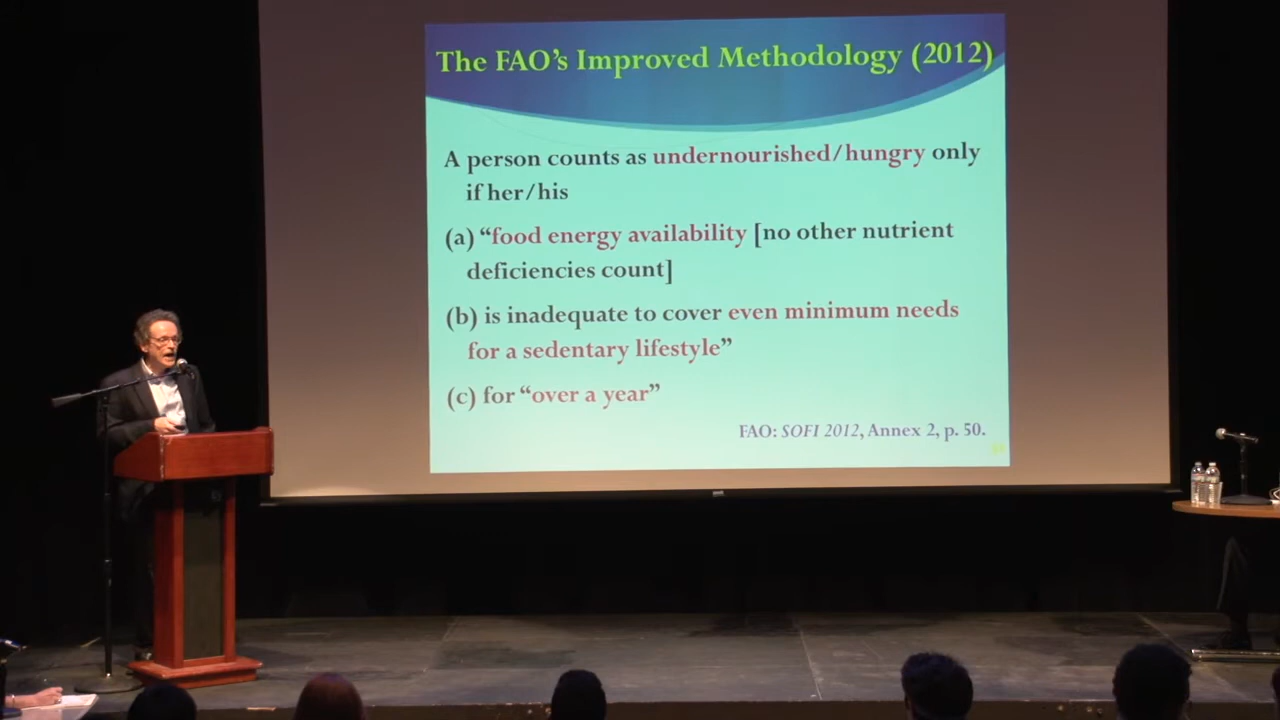 The FAO’s Improved Methodology (2012)
A person counts as undernourished/hungry only
if her/his
(a) “food energy availability [no other nutrient
deficiencies count]
(b) is inadequate to cover even minimum needs
for a sedentary lifestyle”
(c) for “over a year”
FAO: SOFI 2012, Annex 2, p. 50.